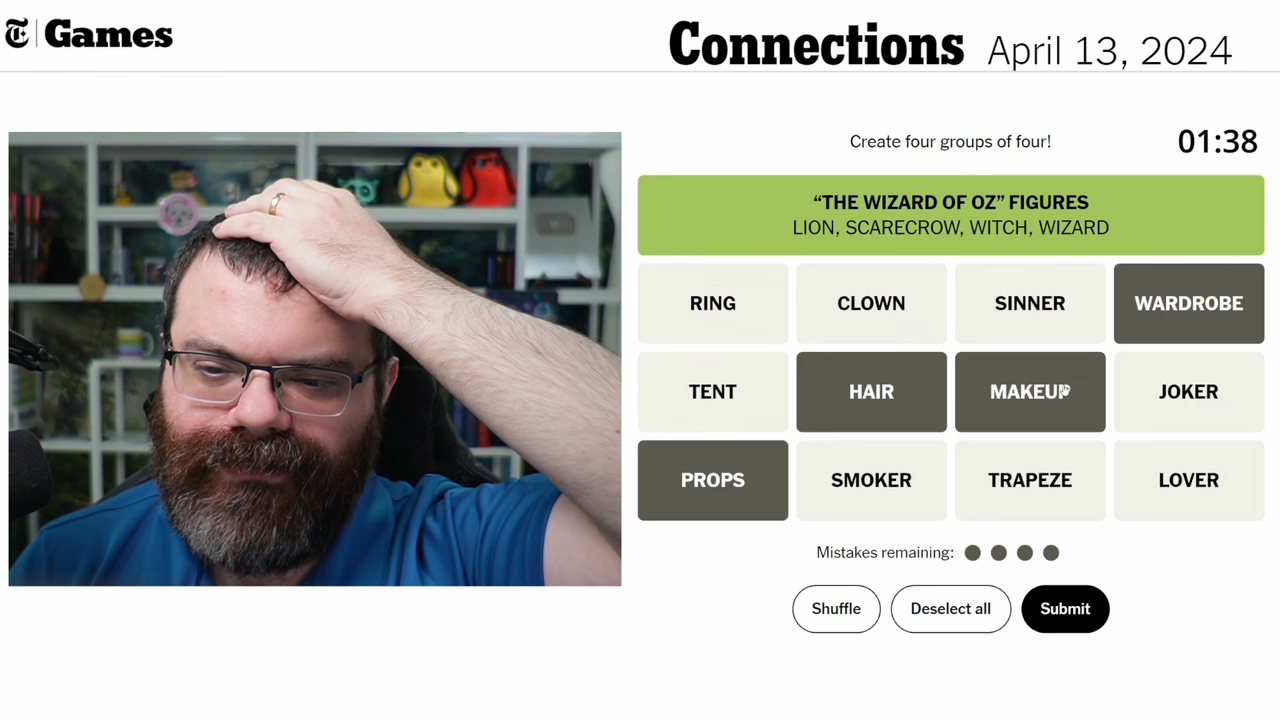 T Games
Connections April 13, 2024
Create four groups of four! 01:38
"THE WIZARD OF OZ" FIGURES
LION, SCARECROW, WITCH, WIZARD
RING CLOWN SINNER WARDROBE
TENT HAIR MAKEUP JOKER
PROPS SMOKER TRAPEZE LOVER
Mistakes remaining:
Shuffle Deselect all Submit